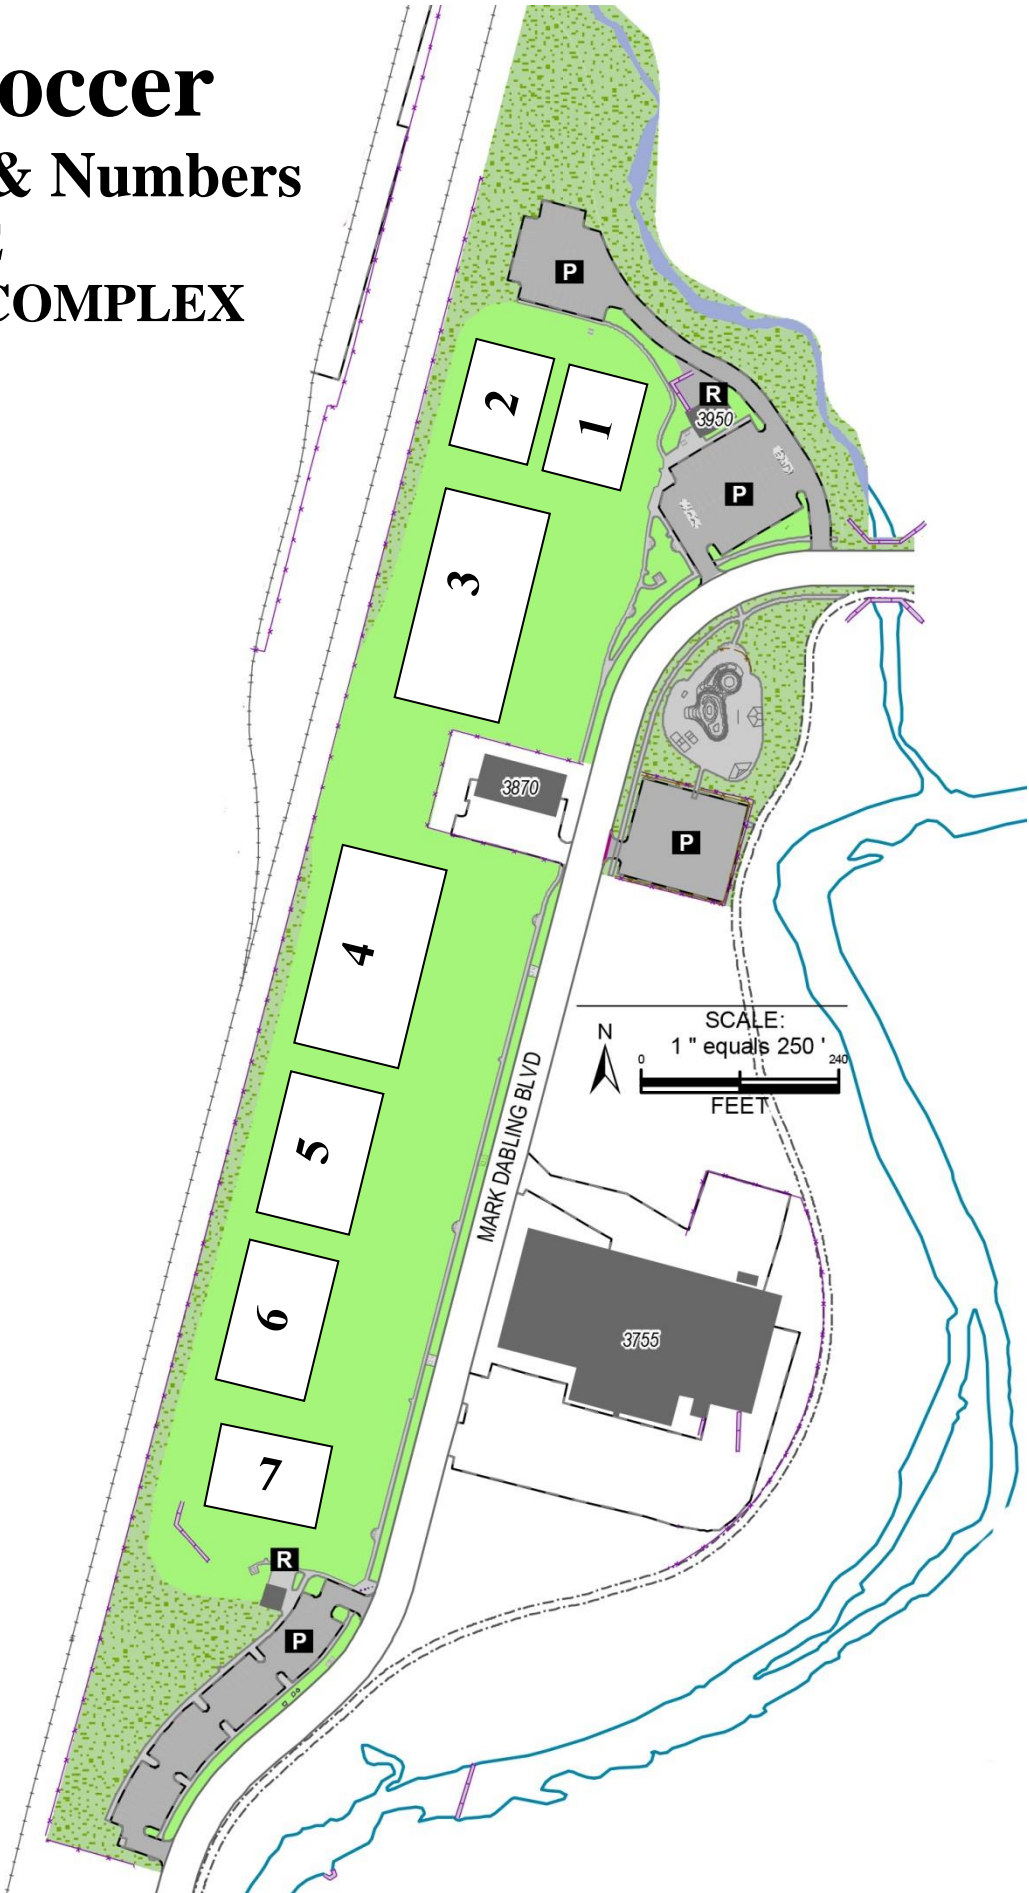 occer
& Numbers
COMPLEX
P
2
1
R
3950
P
3
3870
P
4
SCALE:
1 " equals 250 '
N
0
240
FEET
MARK DABLING BLVD
5
6
3755
7
R
P